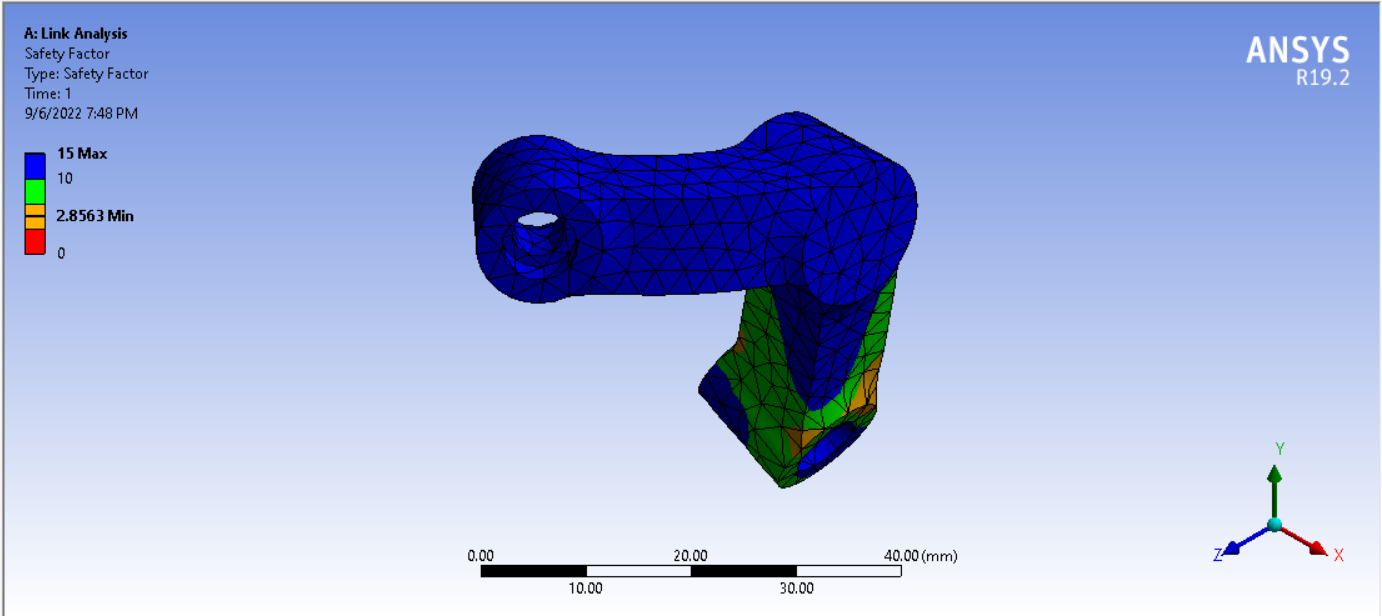 A: Link Analysis
Safety Factor
Type: Safety Factor
Time: 1
9/6/2022 7:48 PM
15 Max
10
2.8563 Min
0
ANSYS
R19.2
0.00 20.00 40.00 (mm)
10.00 30.00
Y
Z X